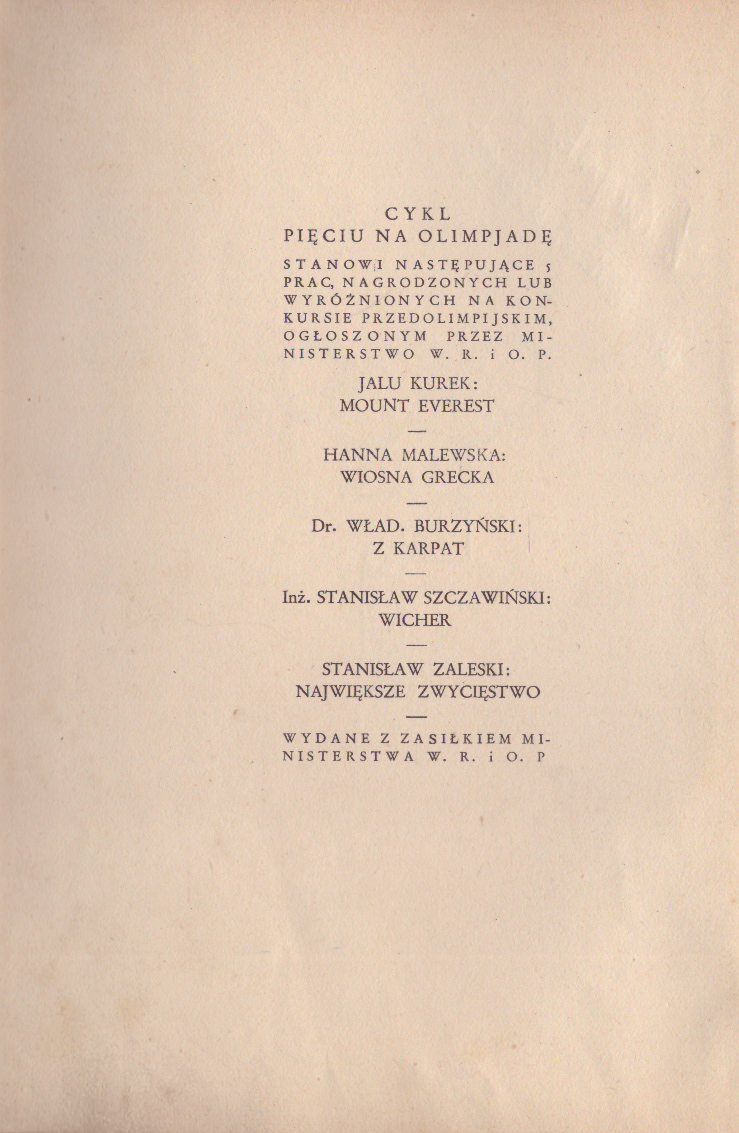 CYKL
PIĘCIU NA OLIMPJADĘ
STANOWI NASTĘPUJĄCE 5
PRAC, NAGRODZONYCH LUB
WYRÓŻNIONYCH NA KON-
KURSIE PRZEDOLIMPIJSKIM,
OGŁOSZONYM PRZEZ MI-
NISTERSTWO W. R. i O. P.
JALU KUREK:
MOUNT EVEREST
—
HANNA MALEWSKA:
WIOSNA GRECKA
—
Dr. WŁAD. BURZYŃSKI:
Z KARPAT
—
Inż. STANISŁAW SZCZAWIŃSKI:
WICHER
—
STANISŁAW ZALESKI:
NAJWIĘKSZE ZWYCIĘSTWO
—
WYDANE Z ZASIŁKIEM MI-
NISTERSTWA W. R. i O. P